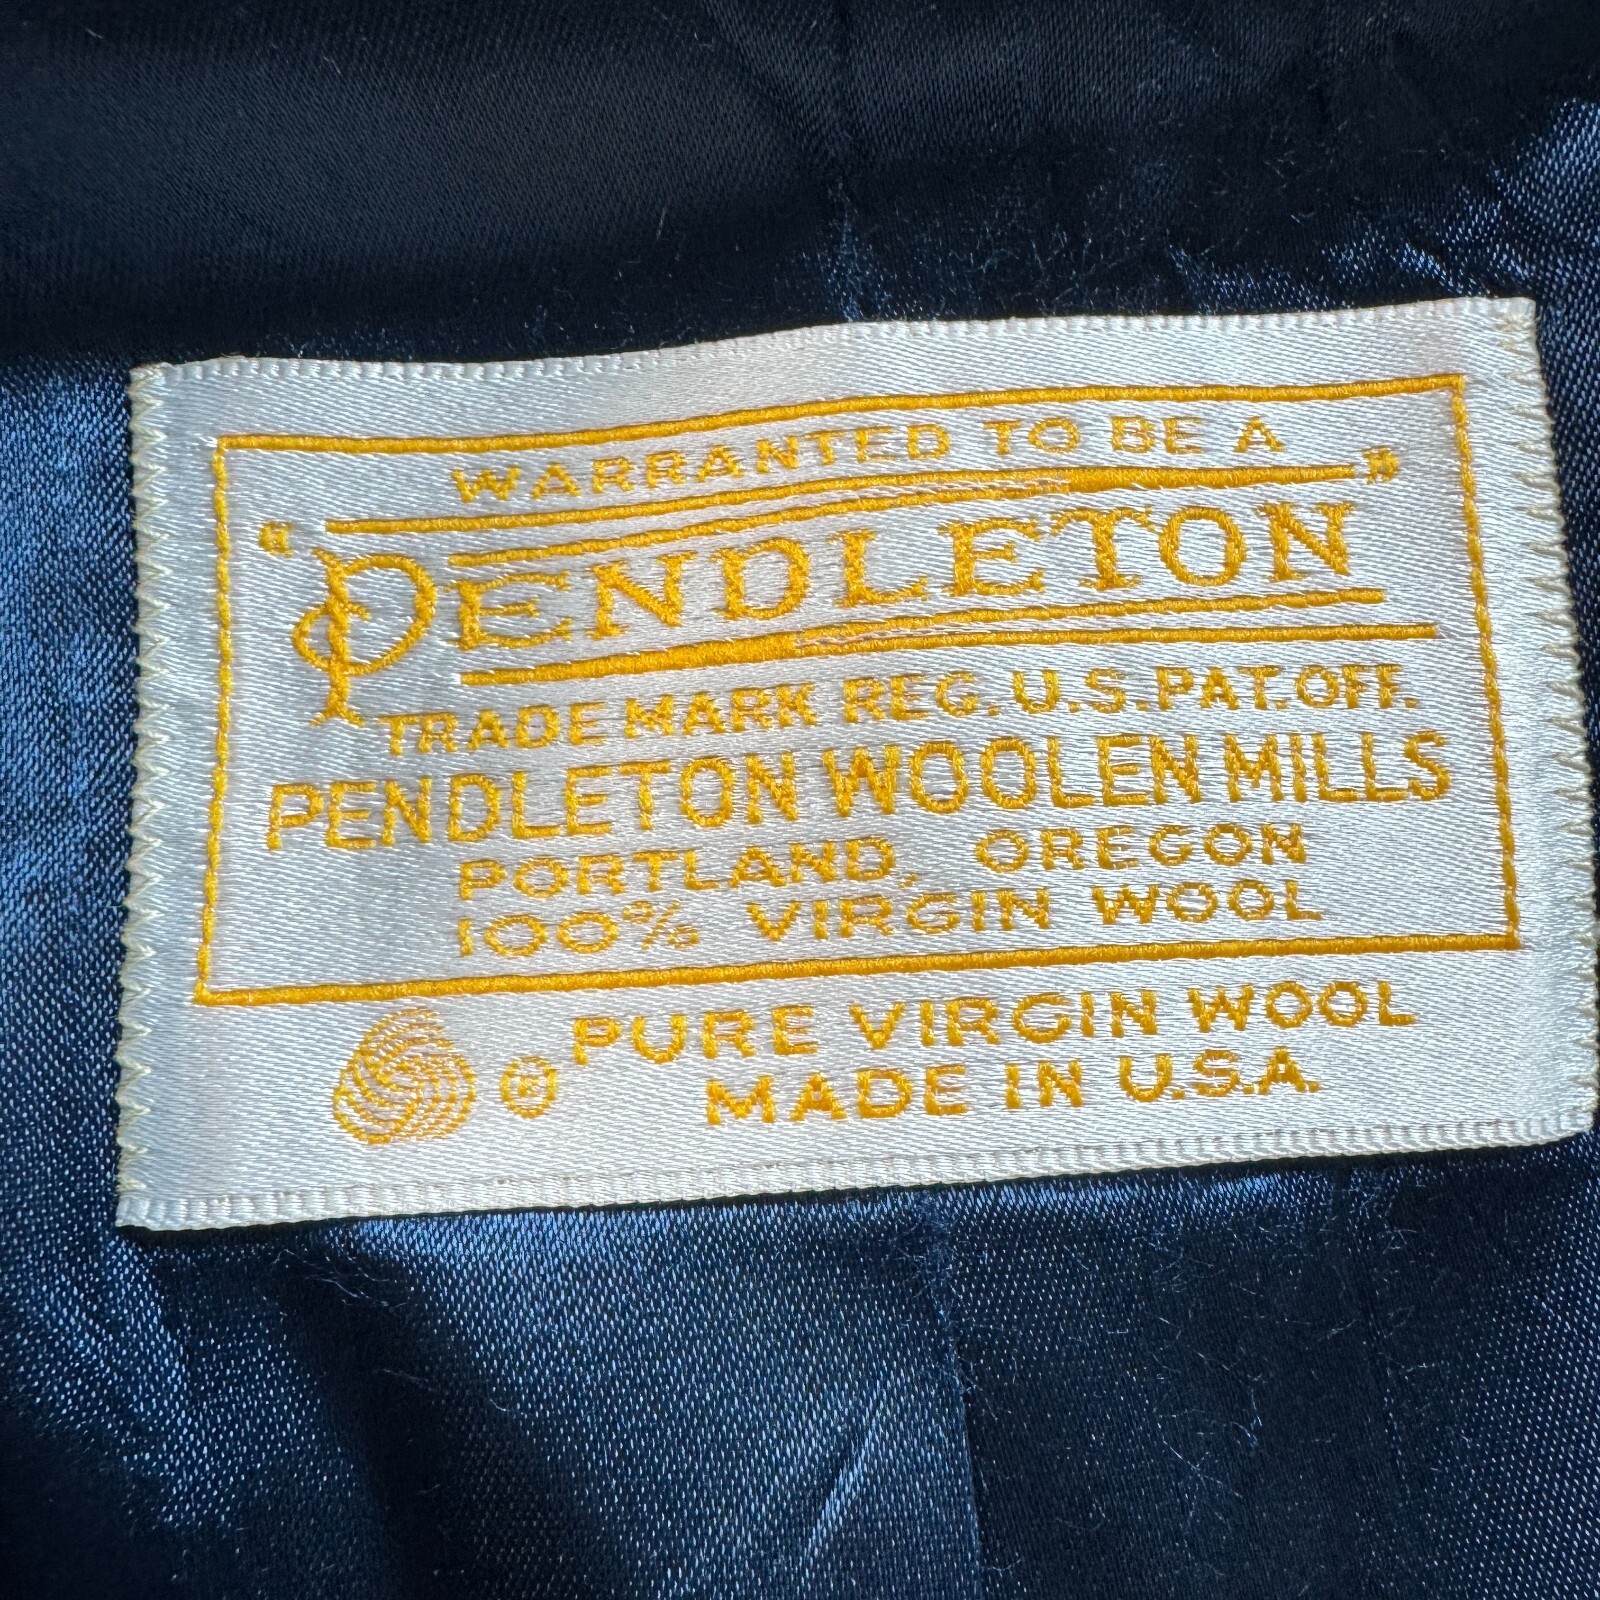 WARRANTED TO BE A
"PENDLETON"
TRADE MARK REG. U.S. PAT. OFF.
PENDLETON WOOLEN MILLS
PORTLAND, OREGON
100% VIRGIN WOOL
® PURE VIRGIN WOOL
MADE IN U.S.A.